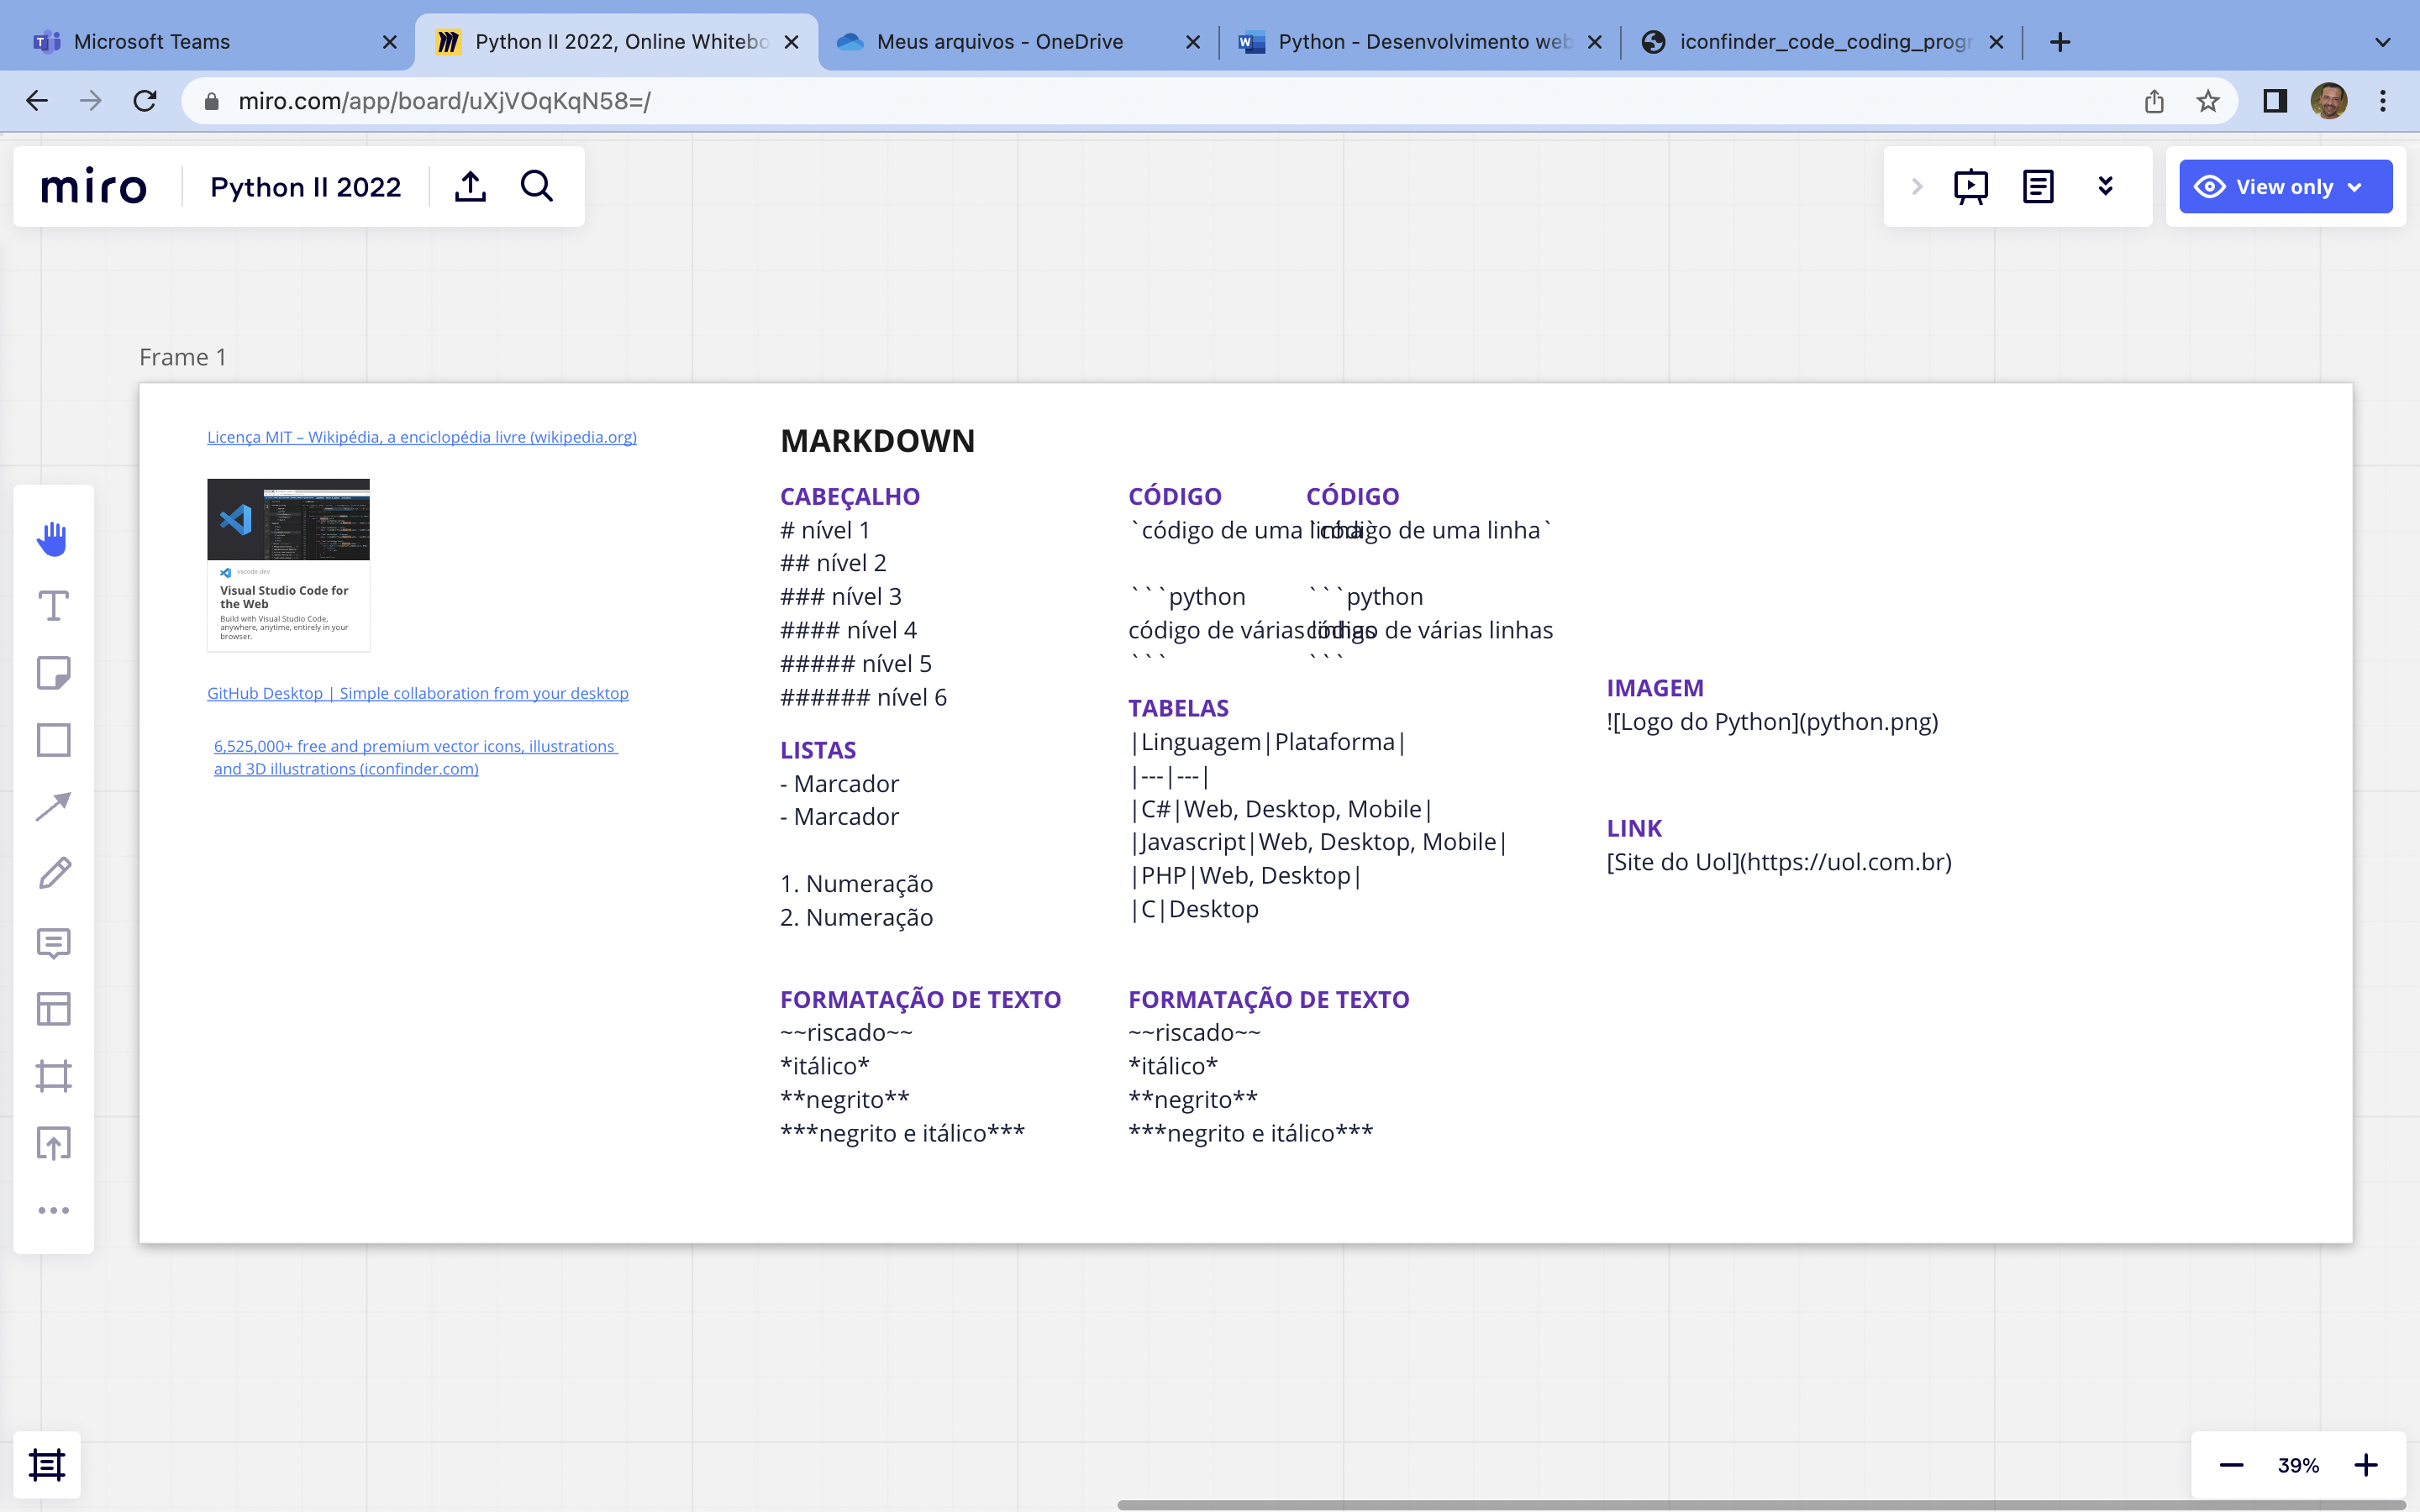 Microsoft Teams
Python II 2022, Online Whitebo
Meus arquivos - OneDrive
Python - Desenvolvimento web
iconfinder_code_coding_progr
miro.com/app/board/uXjVOqKqN58=/
miro
Python II 2022
View only
Frame 1
Licença MIT – Wikipédia, a enciclopédia livre (wikipedia.org)
vscode.dev
Visual Studio Code for
the Web
Build with Visual Studio Code,
anywhere, anytime, entirely in your
browser.
GitHub Desktop | Simple collaboration from your desktop
6,525,000+ free and premium vector icons, illustrations
and 3D illustrations (iconfinder.com)
MARKDOWN
CABEÇALHO
# nível 1
## nível 2
### nível 3
#### nível 4
##### nível 5
###### nível 6
LISTAS
- Marcador
- Marcador
1. Numeração
2. Numeração
FORMATAÇÃO DE TEXTO
~~riscado~~
*itálico*
**negrito**
***negrito e itálico***
CÓDIGO
`código de uma linha`
```python
código de várias linhas
```
CÓDIGO
`código de uma linha`
```python
código de várias linhas
```
TABELAS
|Linguagem|Plataforma|
|---|---|
|C#|Web, Desktop, Mobile|
|Javascript|Web, Desktop, Mobile|
|PHP|Web, Desktop|
|C|Desktop
FORMATAÇÃO DE TEXTO
~~riscado~~
*itálico*
**negrito**
***negrito e itálico***
IMAGEM
![Logo do Python](python.png)
LINK
[Site do Uol](https://uol.com.br)
39%